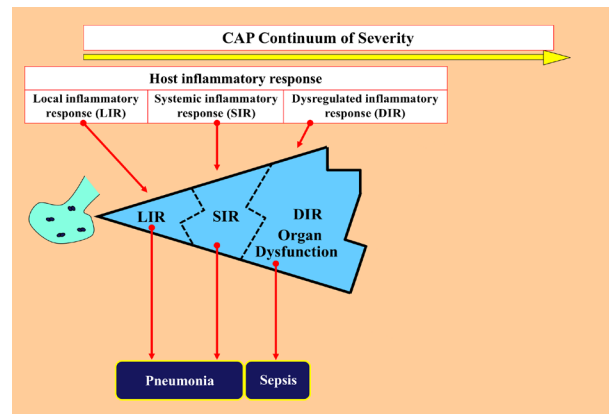 CAP Continuum of Severity
Host inflammatory response
Local inflammatory
response (LIR)
Systemic inflammatory
response (SIR)
Dysregulated inflammatory
response (DIR)
LIR
SIR
DIR
Organ
Dysfunction
Pneumonia
Sepsis